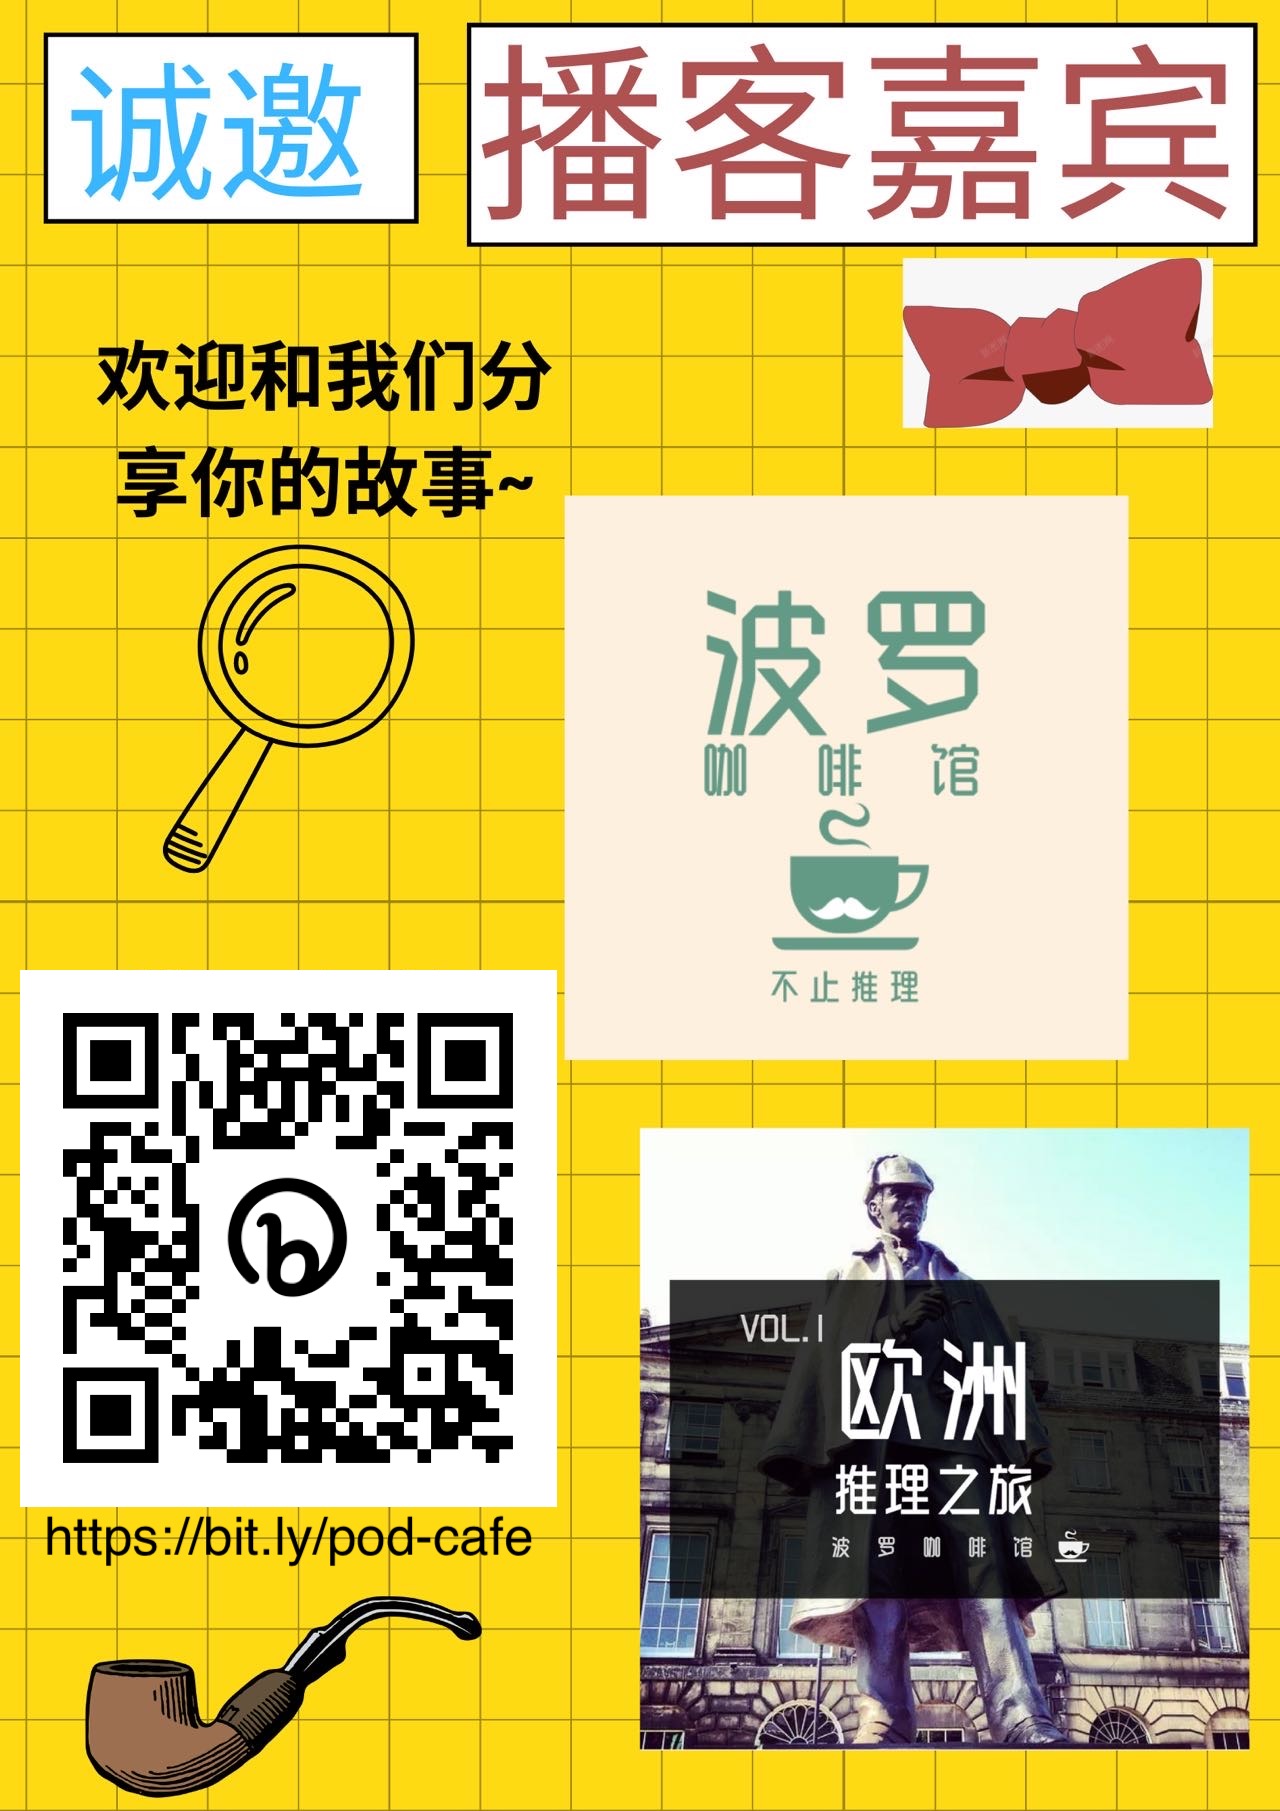 诚邀
播客嘉宾
欢迎和我们分
享你的故事~
波罗
咖啡馆
不止推理
https://bit.ly/pod-cafe
VOL.1
欧洲
推理之旅
波罗咖啡馆